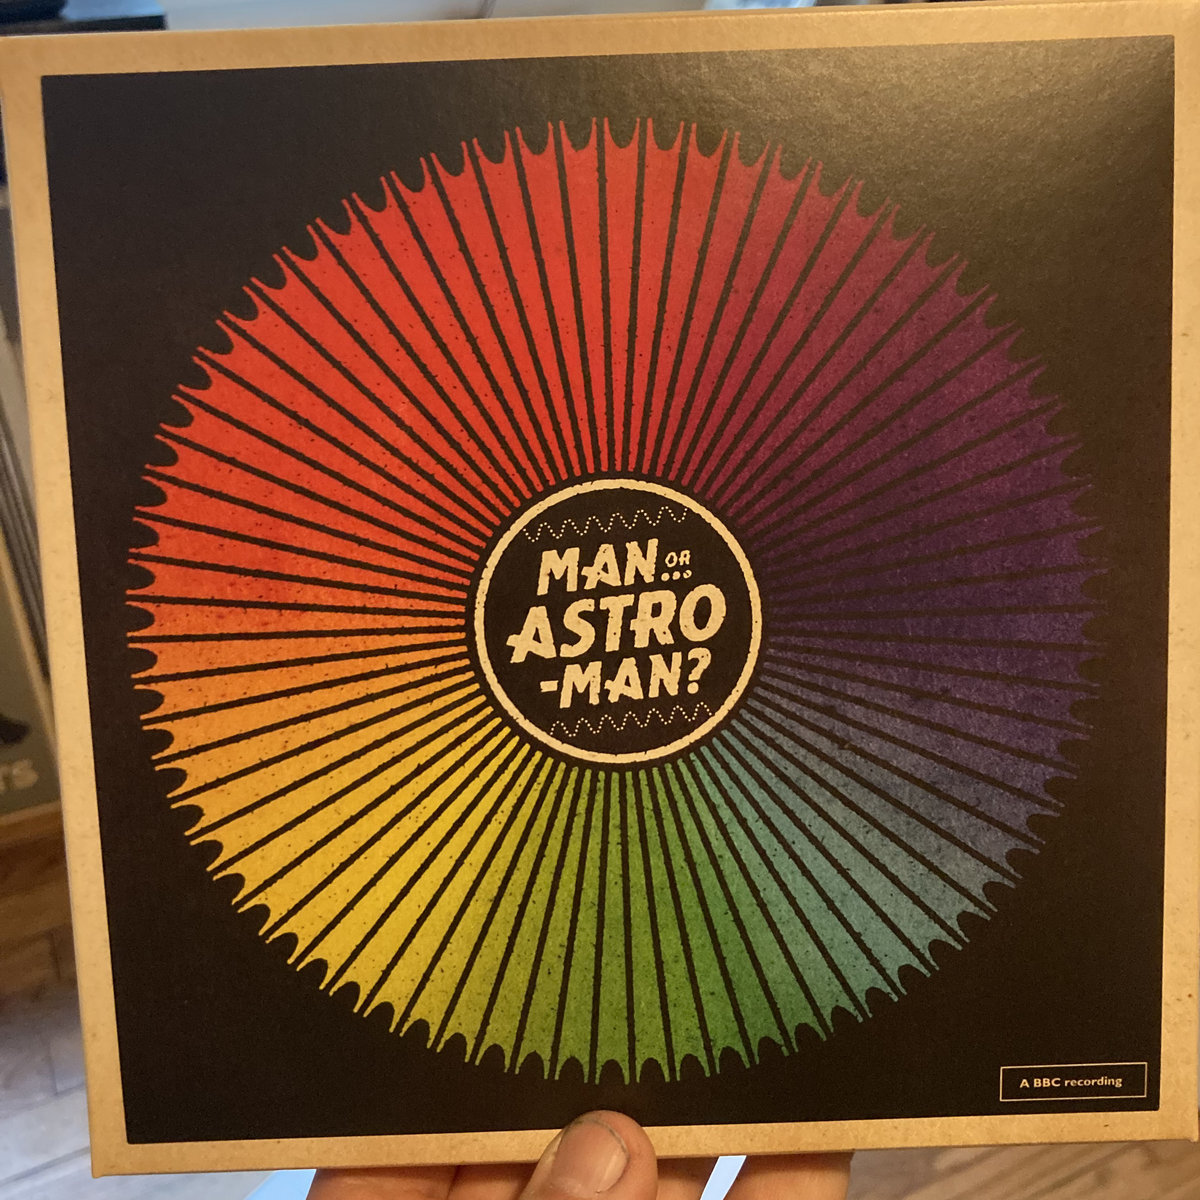 MAN OR...
ASTRO
-MAN?
A BBC recording